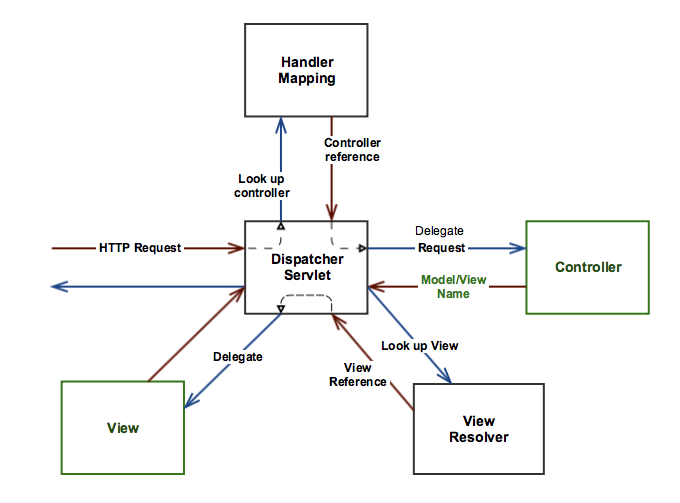 Handler
Mapping
Controller
reference
Look up
controller
HTTP Request
Dispatcher
Servlet
Delegate
Request
Controller
Model/View
Name
Look up View
Delegate
View
Reference
View
View
Resolver